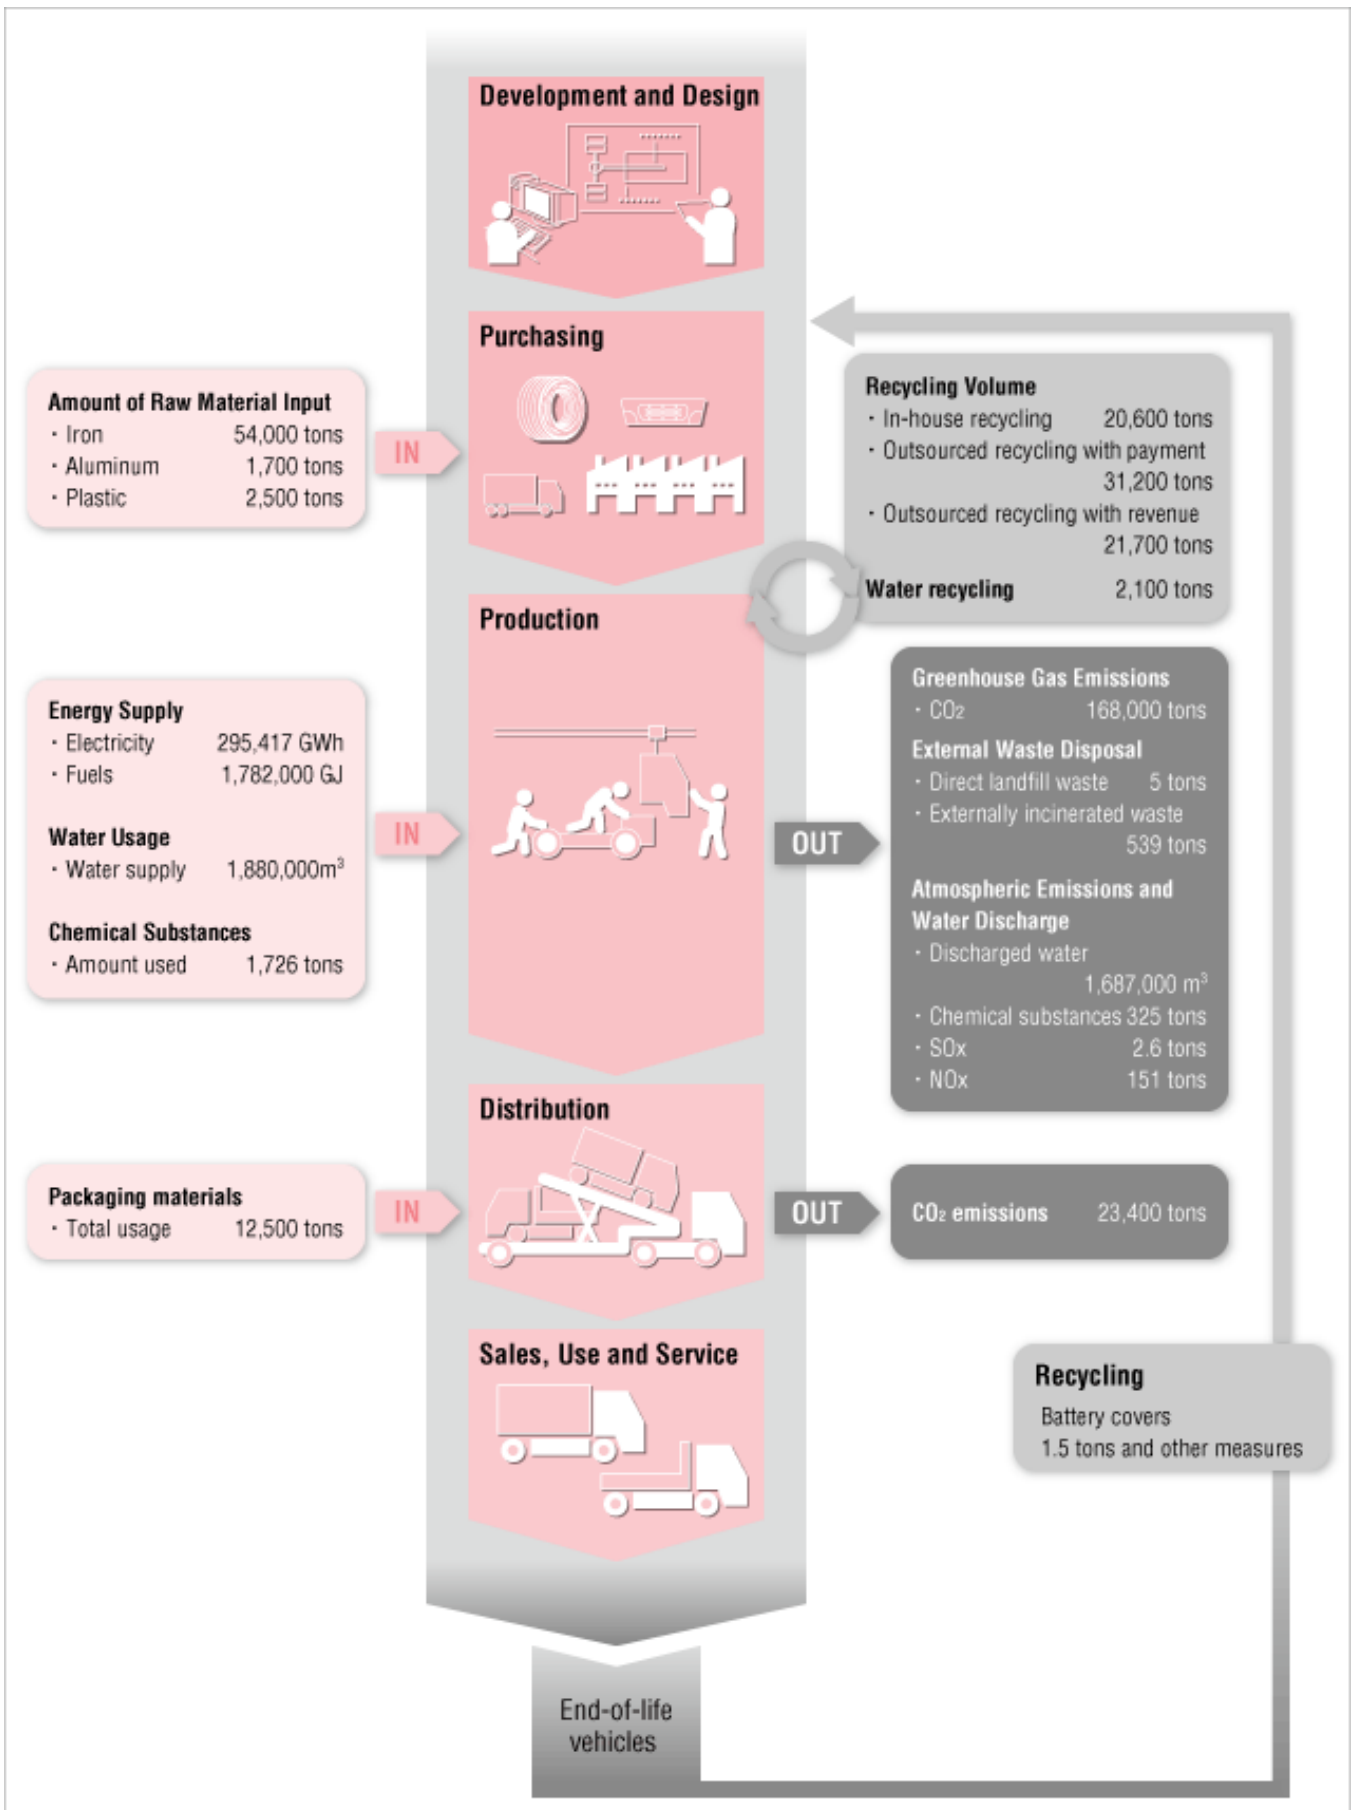 Development and Design
Purchasing
Amount of Raw Material Input
・Iron 54,000 tons
・Aluminum 1,700 tons
・Plastic 2,500 tons
IN
Recycling Volume
・In-house recycling 20,600 tons
・Outsourced recycling with payment
31,200 tons
・Outsourced recycling with revenue
21,700 tons
Water recycling 2,100 tons
Production
Energy Supply
・Electricity 295,417 GWh
・Fuels 1,782,000 GJ
Water Usage
・Water supply 1,880,000m³
Chemical Substances
・Amount used 1,726 tons
IN
OUT
Greenhouse Gas Emissions
・CO₂ 168,000 tons
External Waste Disposal
・Direct landfill waste 5 tons
・Externally incinerated waste
539 tons
Atmospheric Emissions and
Water Discharge
・Discharged water
1,687,000 m³
・Chemical substances 325 tons
・SOx 2.6 tons
・NOx 151 tons
Distribution
Packaging materials
・Total usage 12,500 tons
IN
OUT
CO₂ emissions 23,400 tons
Sales, Use and Service
Recycling
Battery covers
1.5 tons and other measures
End-of-life
vehicles